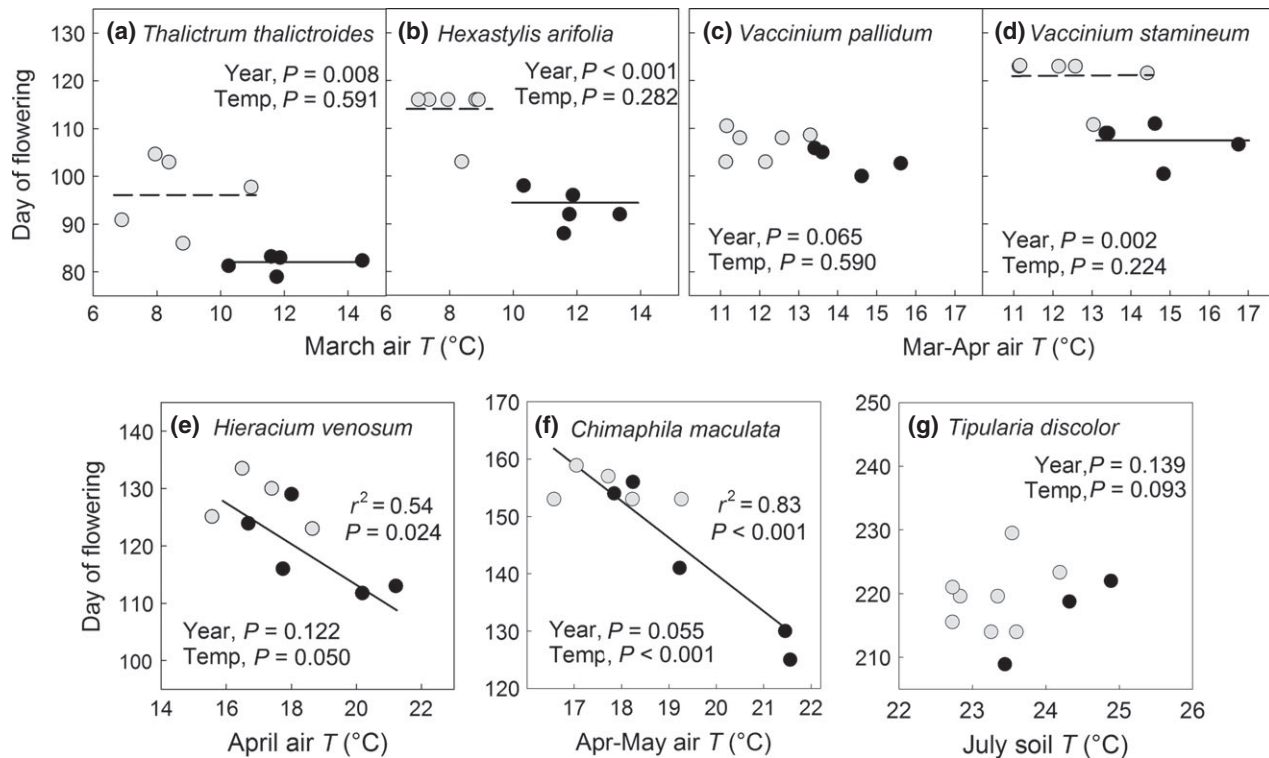 (a) Thalictrum thalictroides
Year, P = 0.008
Temp, P = 0.591
(b) Hexastylis arifolia
Year, P < 0.001
Temp, P = 0.282
(c) Vaccinium pallidum
Year, P = 0.065
Temp, P = 0.590
(d) Vaccinium stamineum
Year, P = 0.002
Temp, P = 0.224
Day of flowering
130
120
110
100
90
80
6 8 10 12 14
6 8 10 12 14
11 12 13 14 15 16 17
11 12 13 14 15 16 17
March air T (°C)
Mar-Apr air T (°C)
(e) Hieracium venosum
r² = 0.54
P = 0.024
Year, P = 0.122
Temp, P = 0.050
Day of flowering
140
130
120
110
100
14 16 18 20 22
April air T (°C)
(f) Chimaphila maculata
r² = 0.83
P < 0.001
Year, P = 0.055
Temp, P < 0.001
170
160
150
140
130
120
17 18 19 20 21 22
Apr-May air T (°C)
(g) Tipularia discolor
Year, P = 0.139
Temp, P = 0.093
250
240
230
220
210
22 23 24 25 26
July soil T (°C)